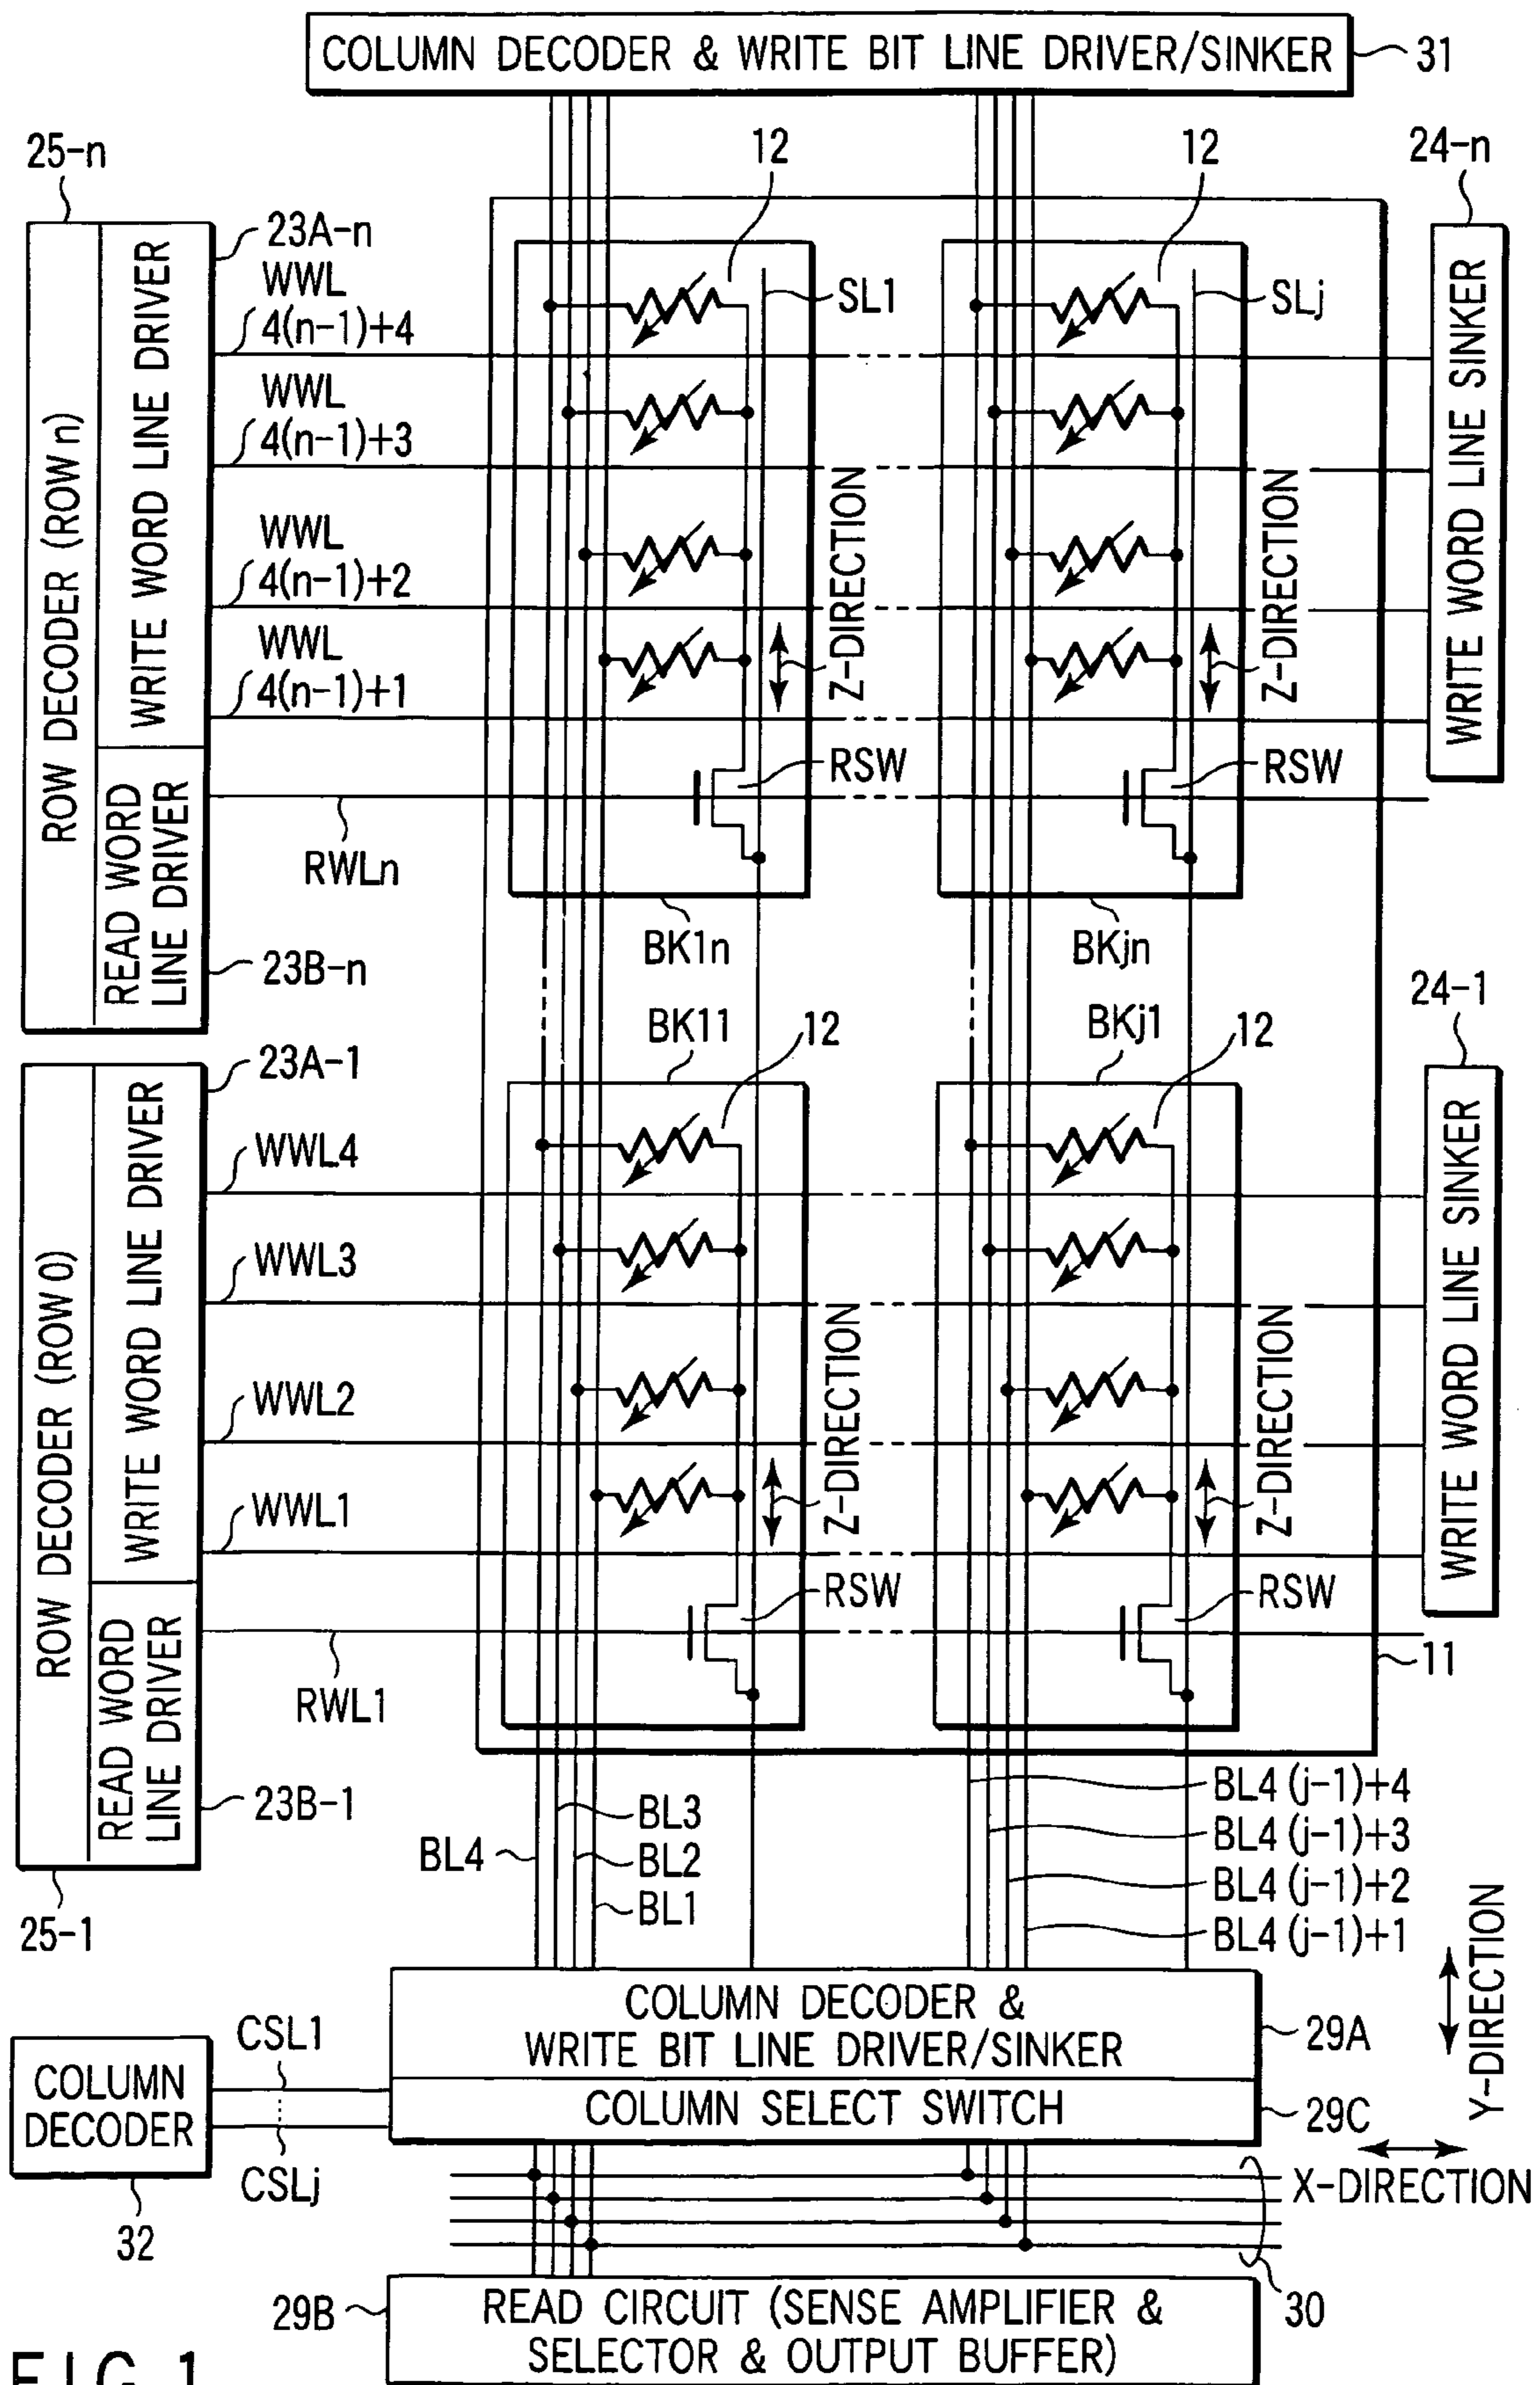 COLUMN DECODER & WRITE BIT LINE DRIVER/SINKER
31
25-n
12
12
24-n
23A-n
WWL
4(n-1)+4
WWL
4(n-1)+3
WWL
4(n-1)+2
WWL
4(n-1)+1
ROW DECODER (ROW n)
WRITE WORD LINE DRIVER
READ WORD
LINE DRIVER
SL1
SLj
Z-DIRECTION
Z-DIRECTION
WRITE WORD LINE SINKER
RSW
RSW
RWLn
BK1n
BKjn
23B-n
24-1
BK11
12
BKj1
12
23A-1
WWL4
WWL3
WWL2
WWL1
ROW DECODER (ROW 0)
WRITE WORD LINE DRIVER
READ WORD
LINE DRIVER
Z-DIRECTION
Z-DIRECTION
WRITE WORD LINE SINKER
RSW
RSW
11
RWL1
23B-1
25-1
BL4
BL3
BL2
BL1
BL4 (j-1)+4
BL4 (j-1)+3
BL4 (j-1)+2
BL4 (j-1)+1
Y-DIRECTION
COLUMN DECODER &
WRITE BIT LINE DRIVER/SINKER
29A
COLUMN SELECT SWITCH
29C
CSL1
COLUMN
DECODER
CSLj
32
X-DIRECTION
30
29B
READ CIRCUIT (SENSE AMPLIFIER &
SELECTOR & OUTPUT BUFFER)
FIG.1